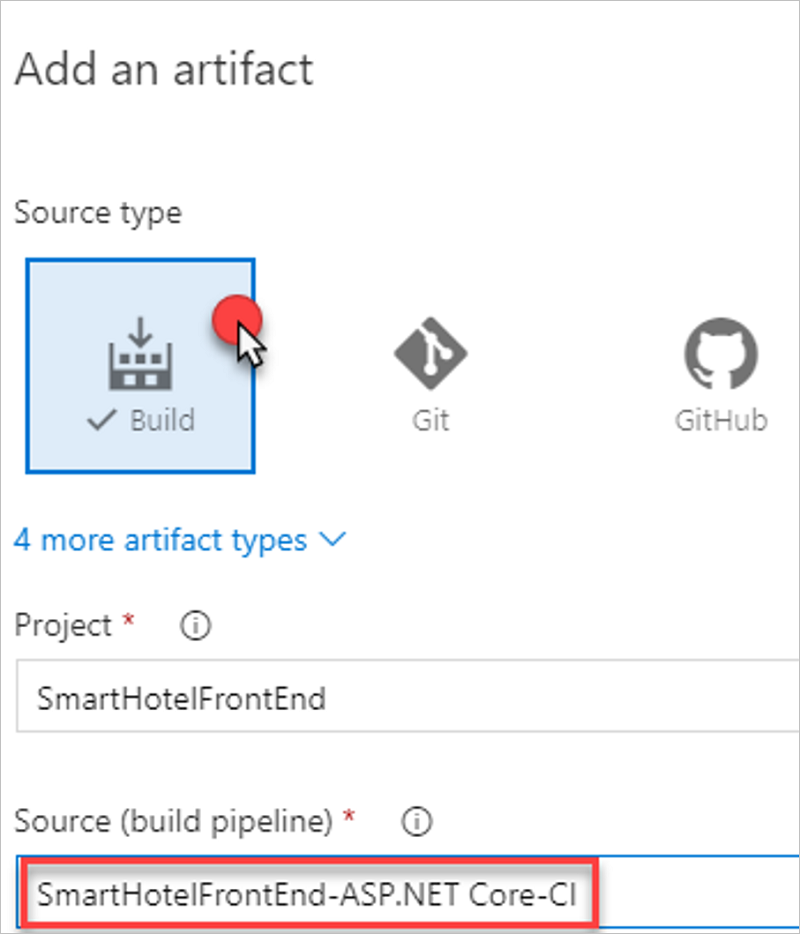 Add an artifact
Source type
Build
Git
GitHub
4 more artifact types
Project *
SmartHotelFrontEnd
Source (build pipeline) *
SmartHotelFrontEnd-ASP.NET Core-CI